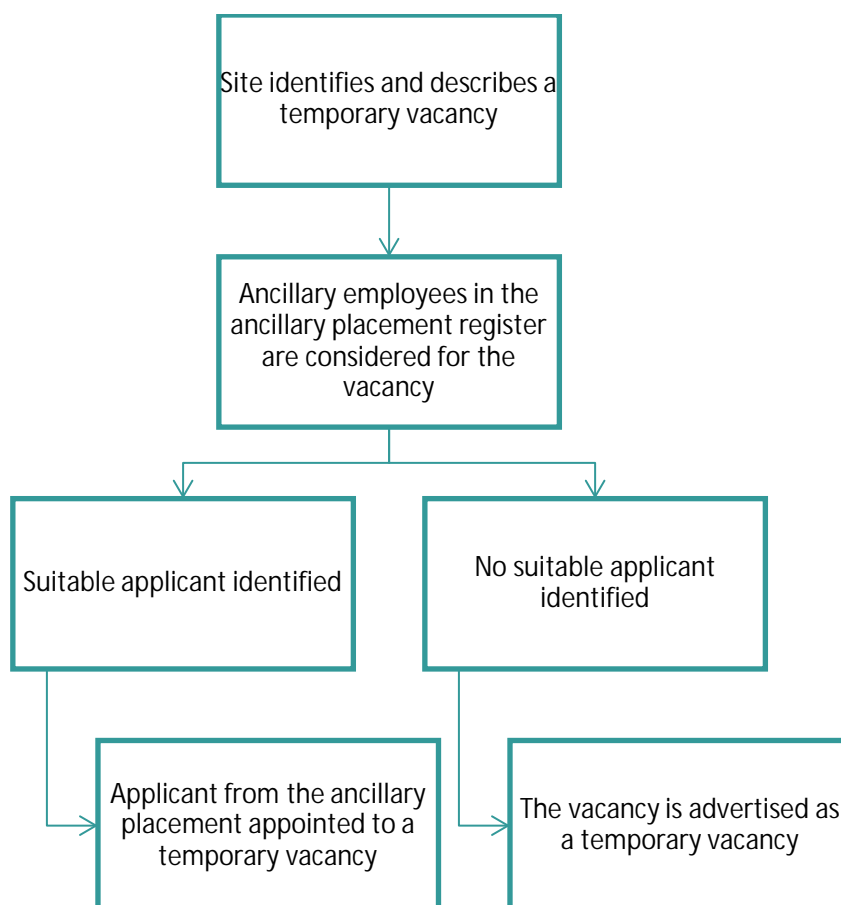 Site identifies and describes a
temporary vacancy
Ancillary employees in the
ancillary placement register
are considered for the
vacancy
Suitable applicant identified
No suitable applicant
identified
Applicant from the ancillary
placement appointed to a
temporary vacancy
The vacancy is advertised as
a temporary vacancy